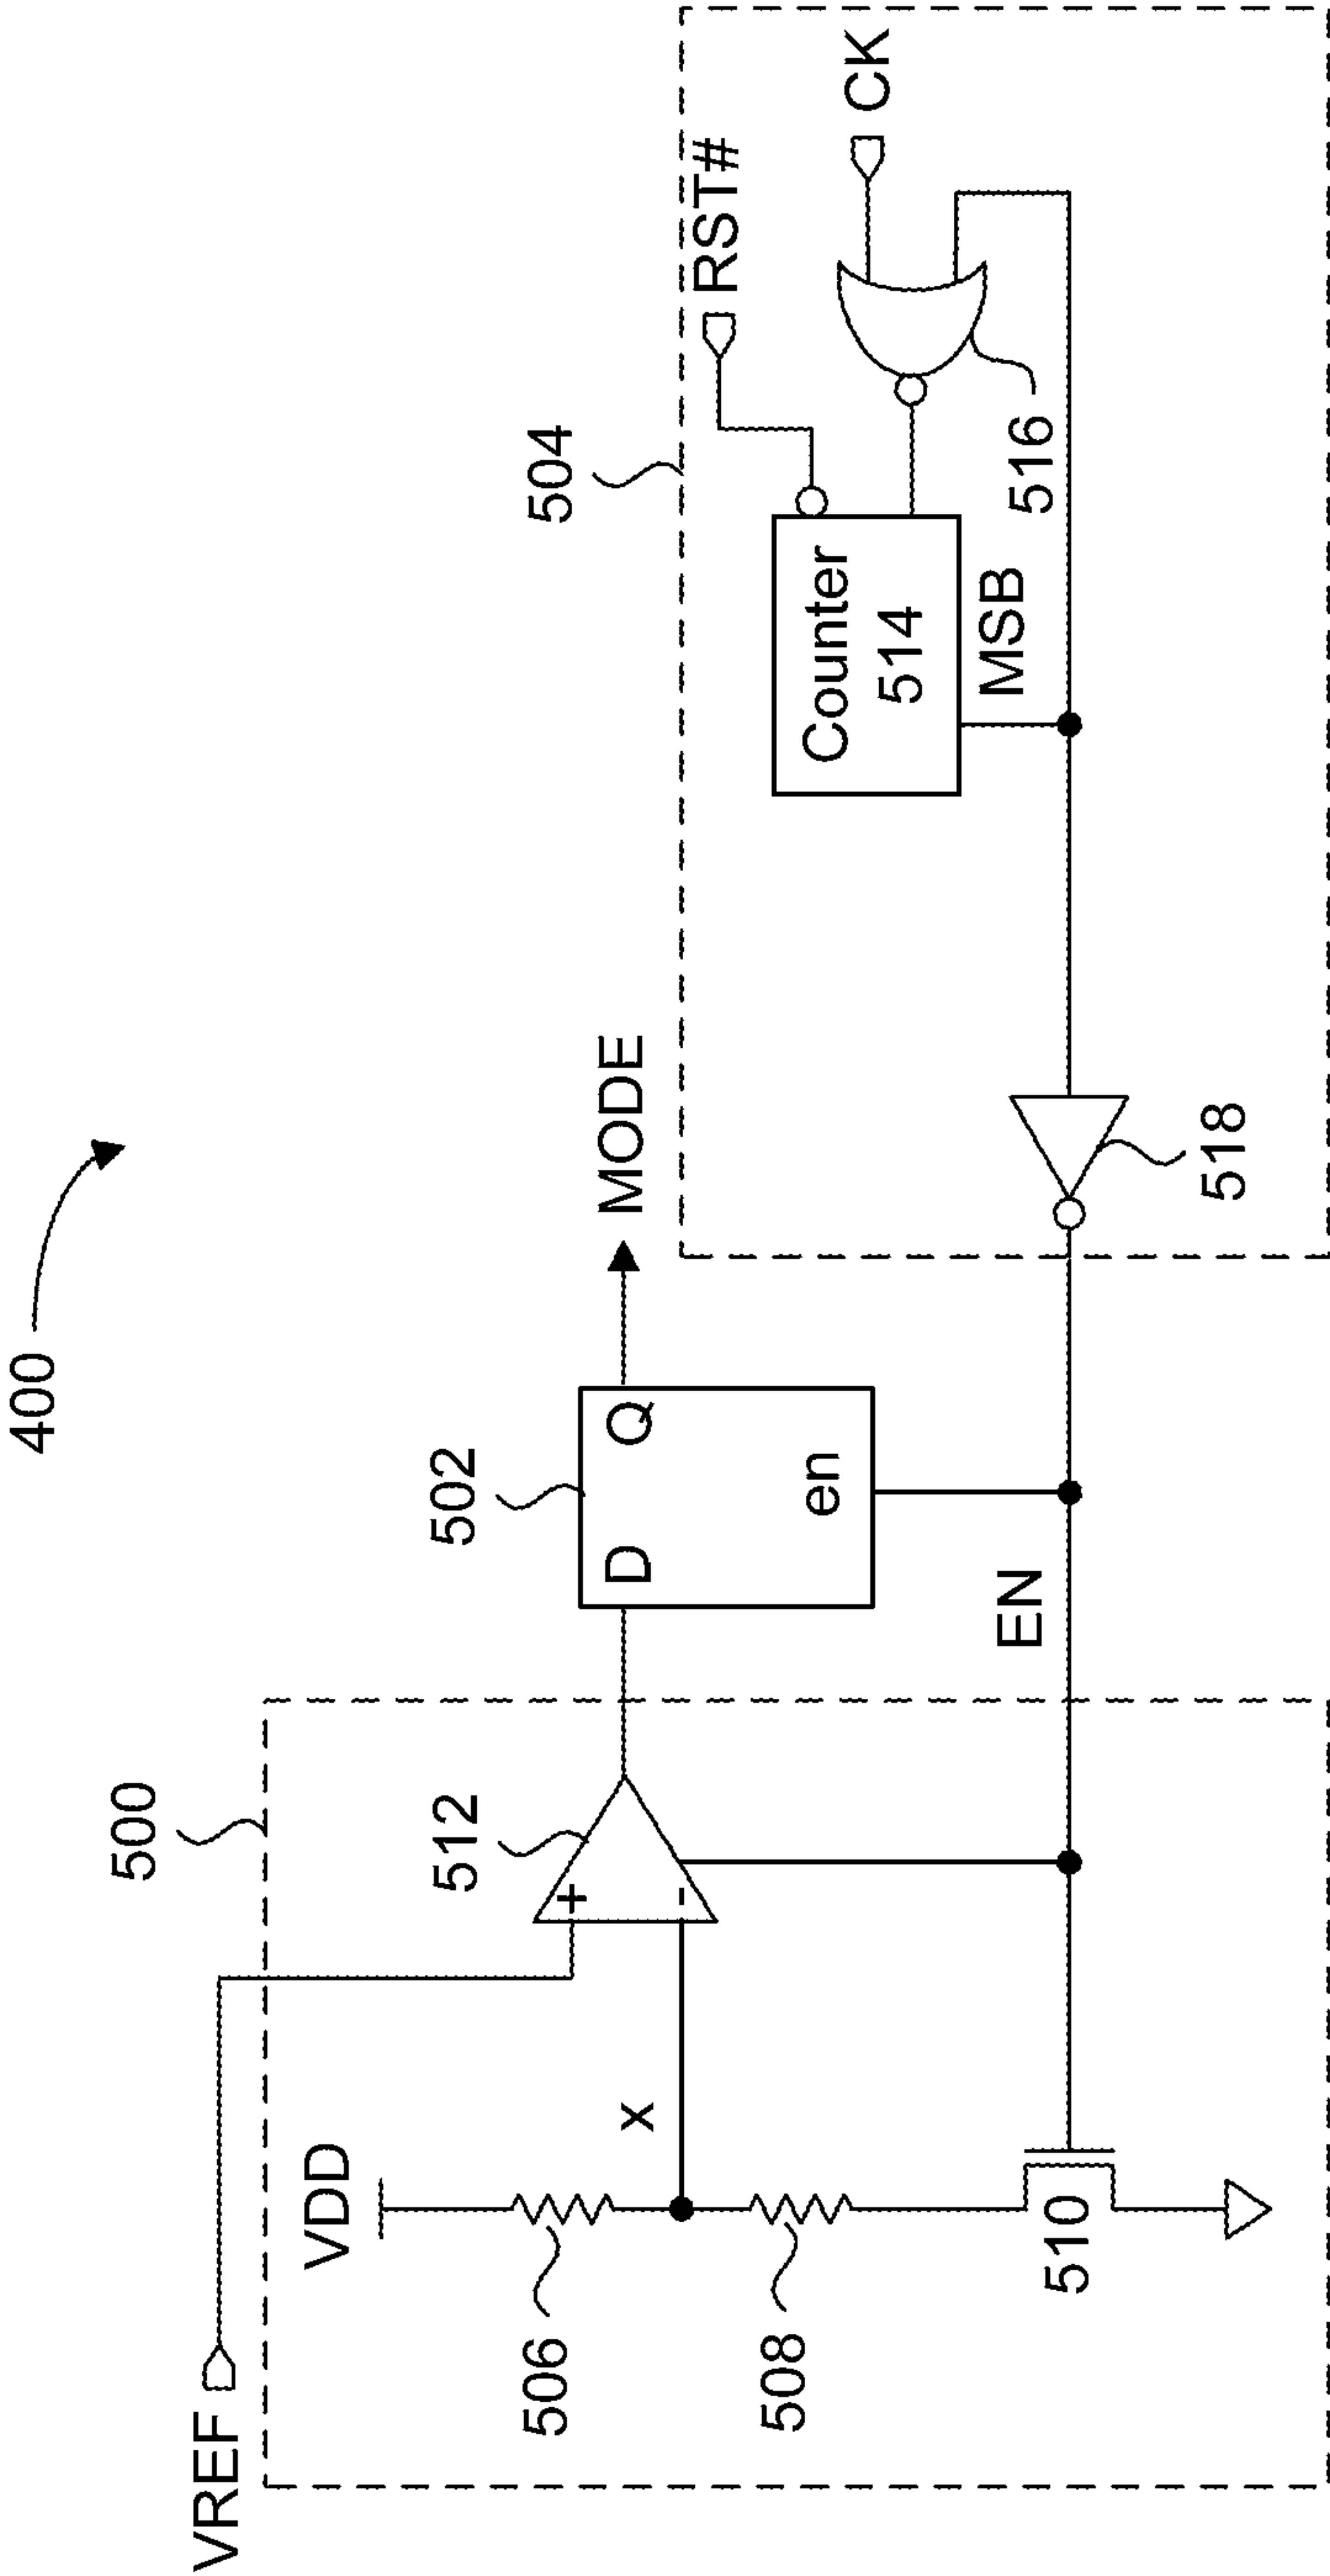 400
500
502
504
VREF
VDD
512
+
-
D
Q
en
MODE
RST#
CK
506
x
508
510
EN
Counter
514
MSB
516
518